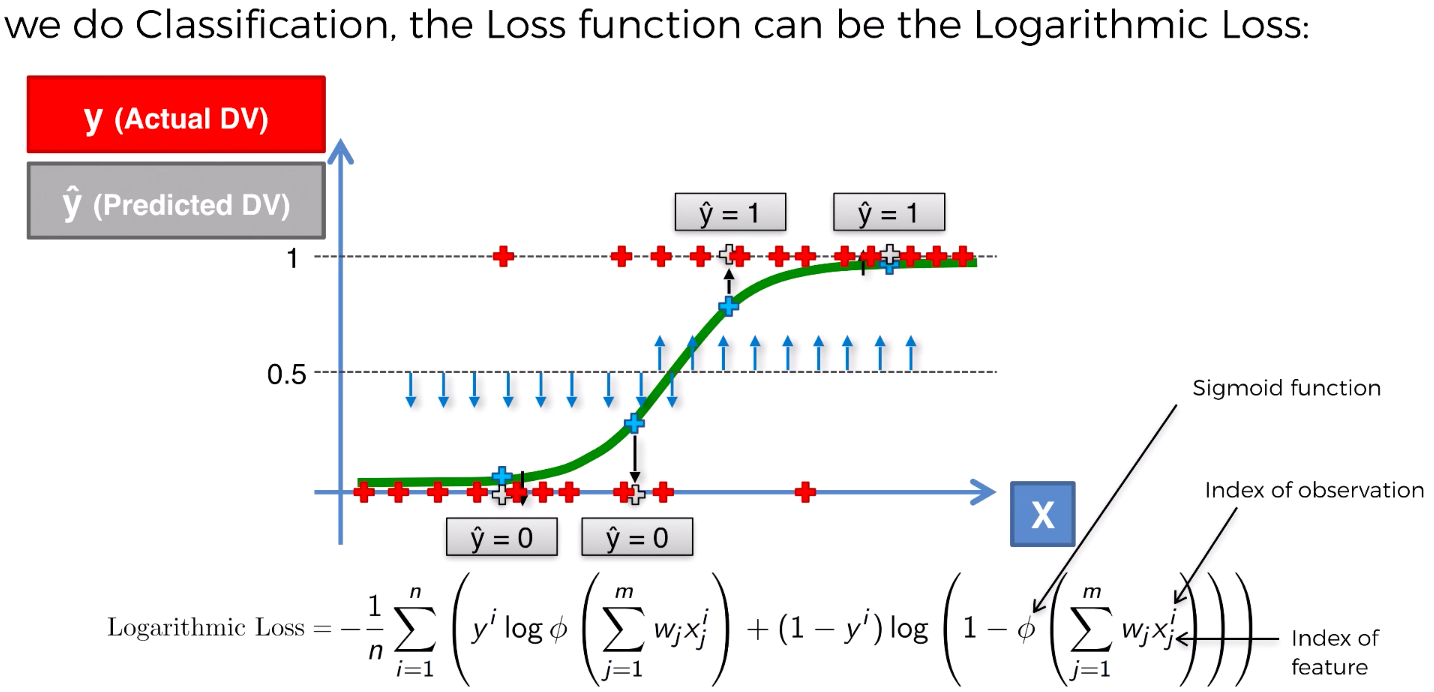 we do Classification, the Loss function can be the Logarithmic Loss:
y (Actual DV)
ŷ (Predicted DV)
ŷ = 1
ŷ = 1
1
0.5
Sigmoid function
Index of observation
X
ŷ = 0
ŷ = 0
Logarithmic Loss = −\frac{1}{n} \sum_{i=1}^{n} \left( y^i \log \phi \left( \sum_{j=1}^{m} w_j x_j^i \right) + (1 − y^i) \log \left( 1 − \phi \left( \sum_{j=1}^{m} w_j x_j^i \right) \right) \right)
Index of
feature